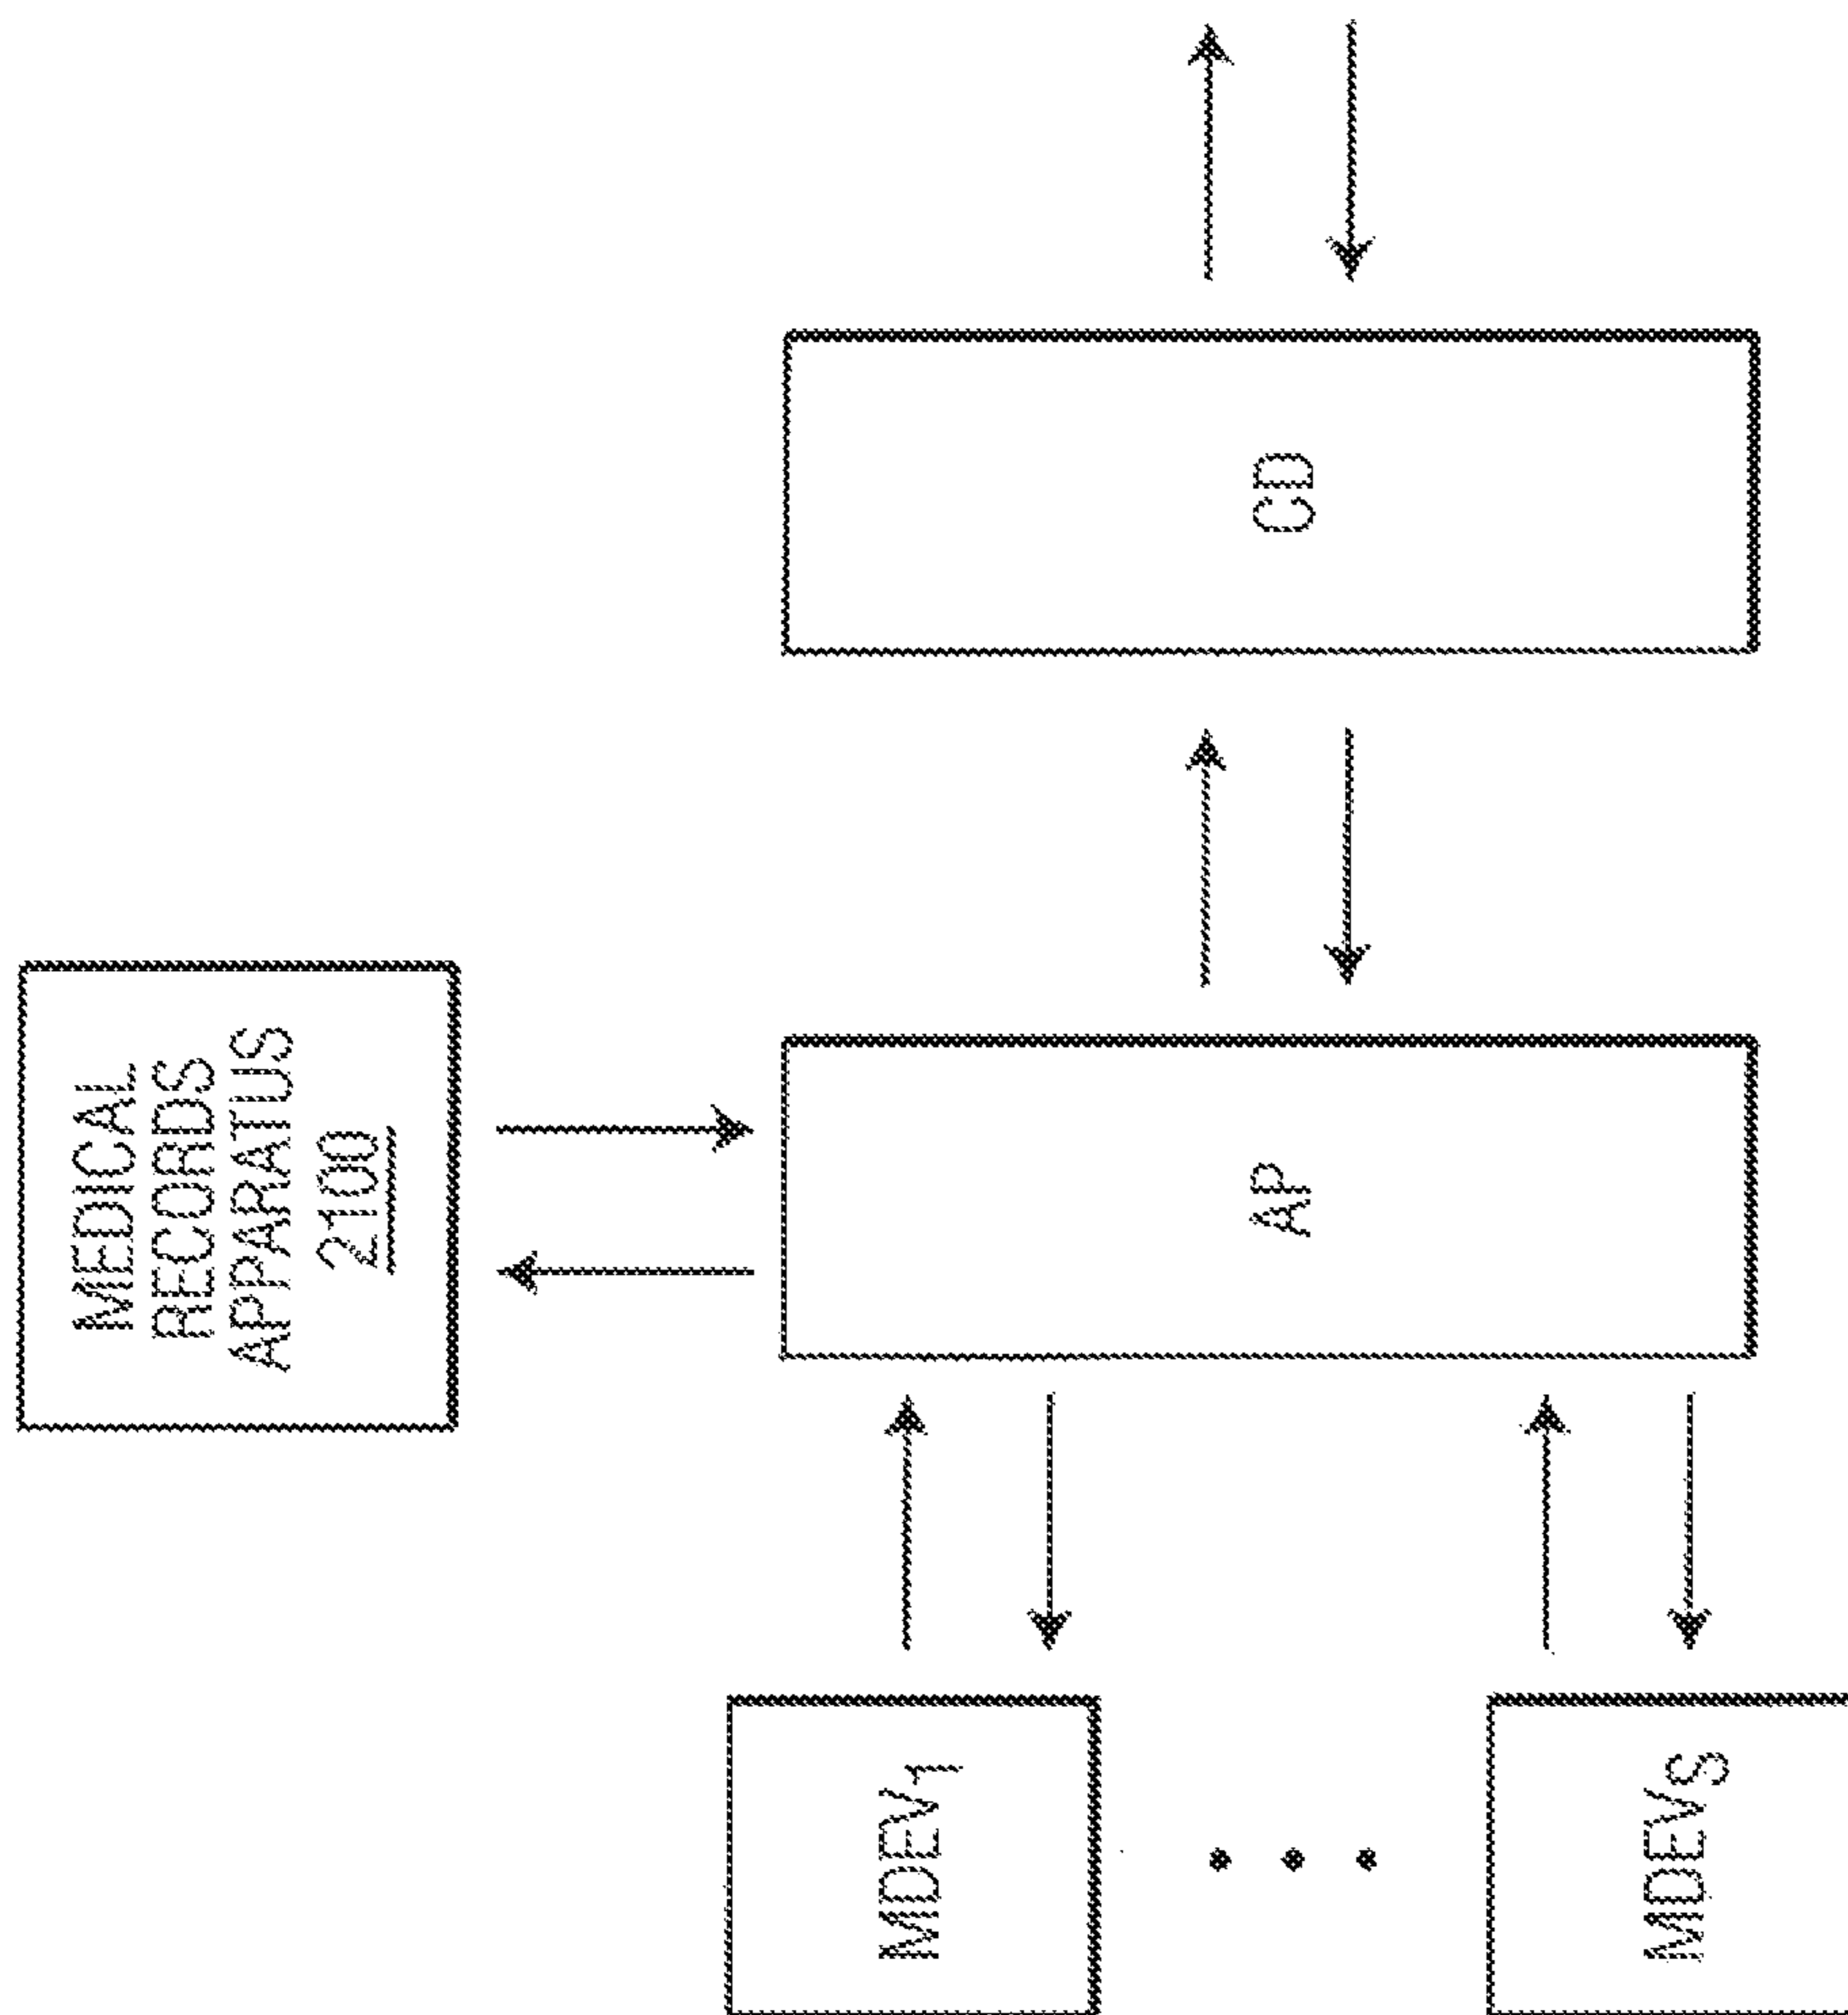 MEDICAL
RECORDS
APPARATUS
2100
MDEV1
AP
CD
MDEVS